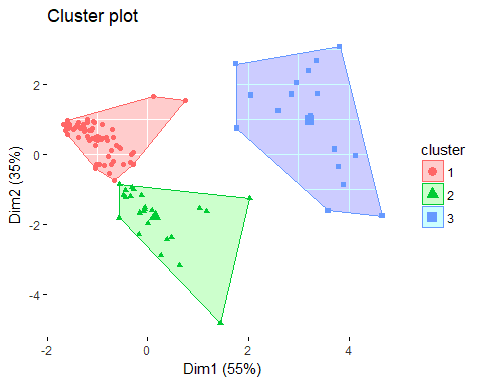 Cluster plot
2
0
-2
-4
Dim2 (35%)
-2 0 2 4
Dim1 (55%)
cluster
1
2
3